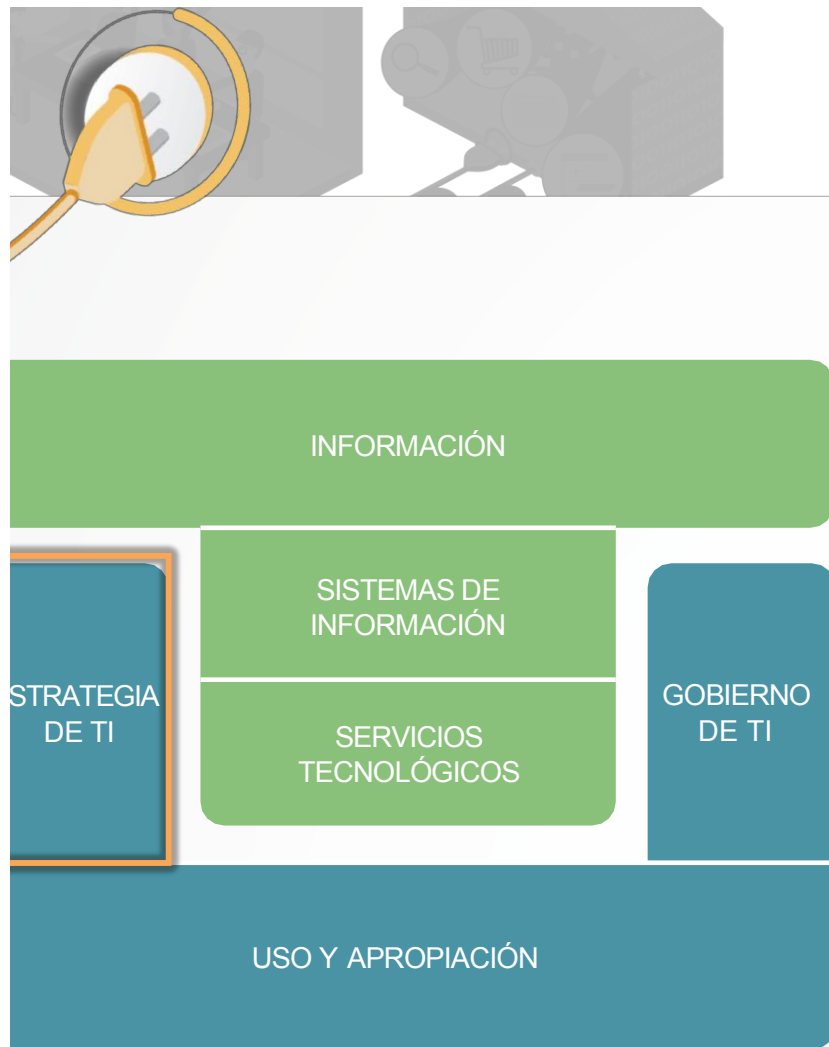 INFORMACIÓN
SISTEMAS DE
INFORMACIÓN
STRATEGIA
DE TI
SERVICIOS
TECNOLÓGICOS
GOBIERNO
DE TI
USO Y APROPIACIÓN